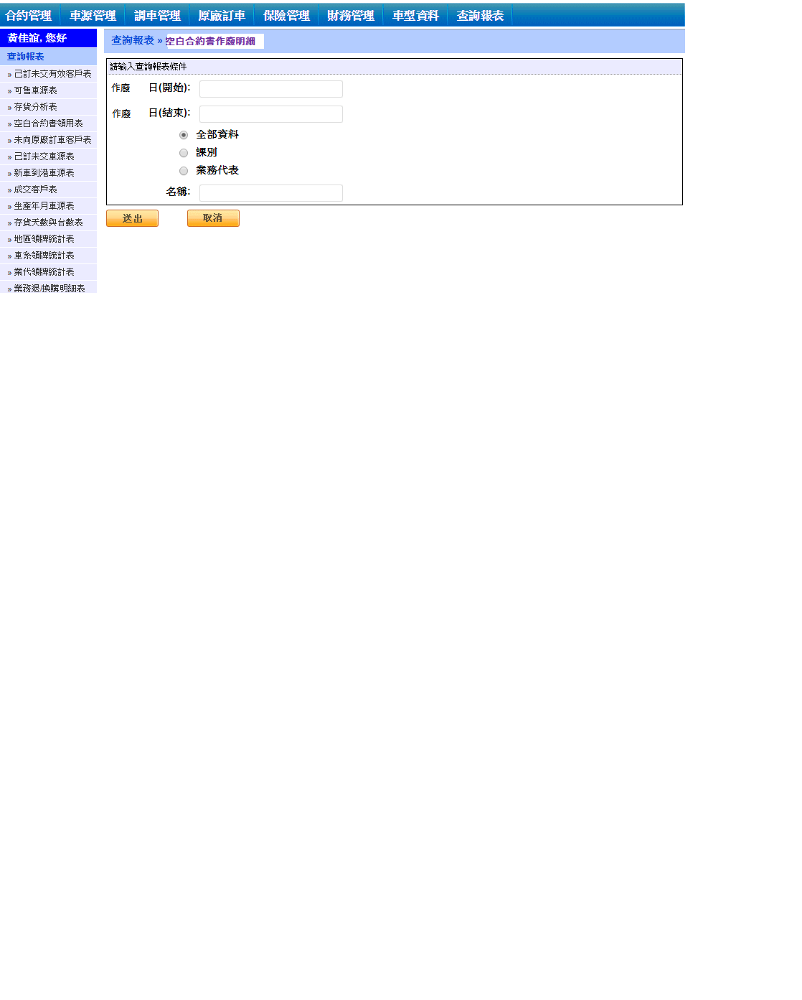 合約管理 車源管理 調車管理 原廠訂車 保險管理 財務管理 車型資料 查詢報表
黃佳誼, 您好
查詢報表
» 己訂未交有效客戶表
» 可售車源表
» 存貨分析表
» 空白合約書領用表
» 未向原廠訂車客戶表
» 己訂未交車源表
» 新車到港車源表
» 成交客戶表
» 生產年月車源表
» 存貨天數與台數表
» 地區領牌統計表
» 車系領牌統計表
» 業代領牌統計表
» 業務退/換購明細表
查詢報表 » 空白合約書作廢明細
請輸入查詢報表條件
作廢 日(開始):
作廢 日(結束):
全部資料
課別
業務代表
名稱:
送出 取消